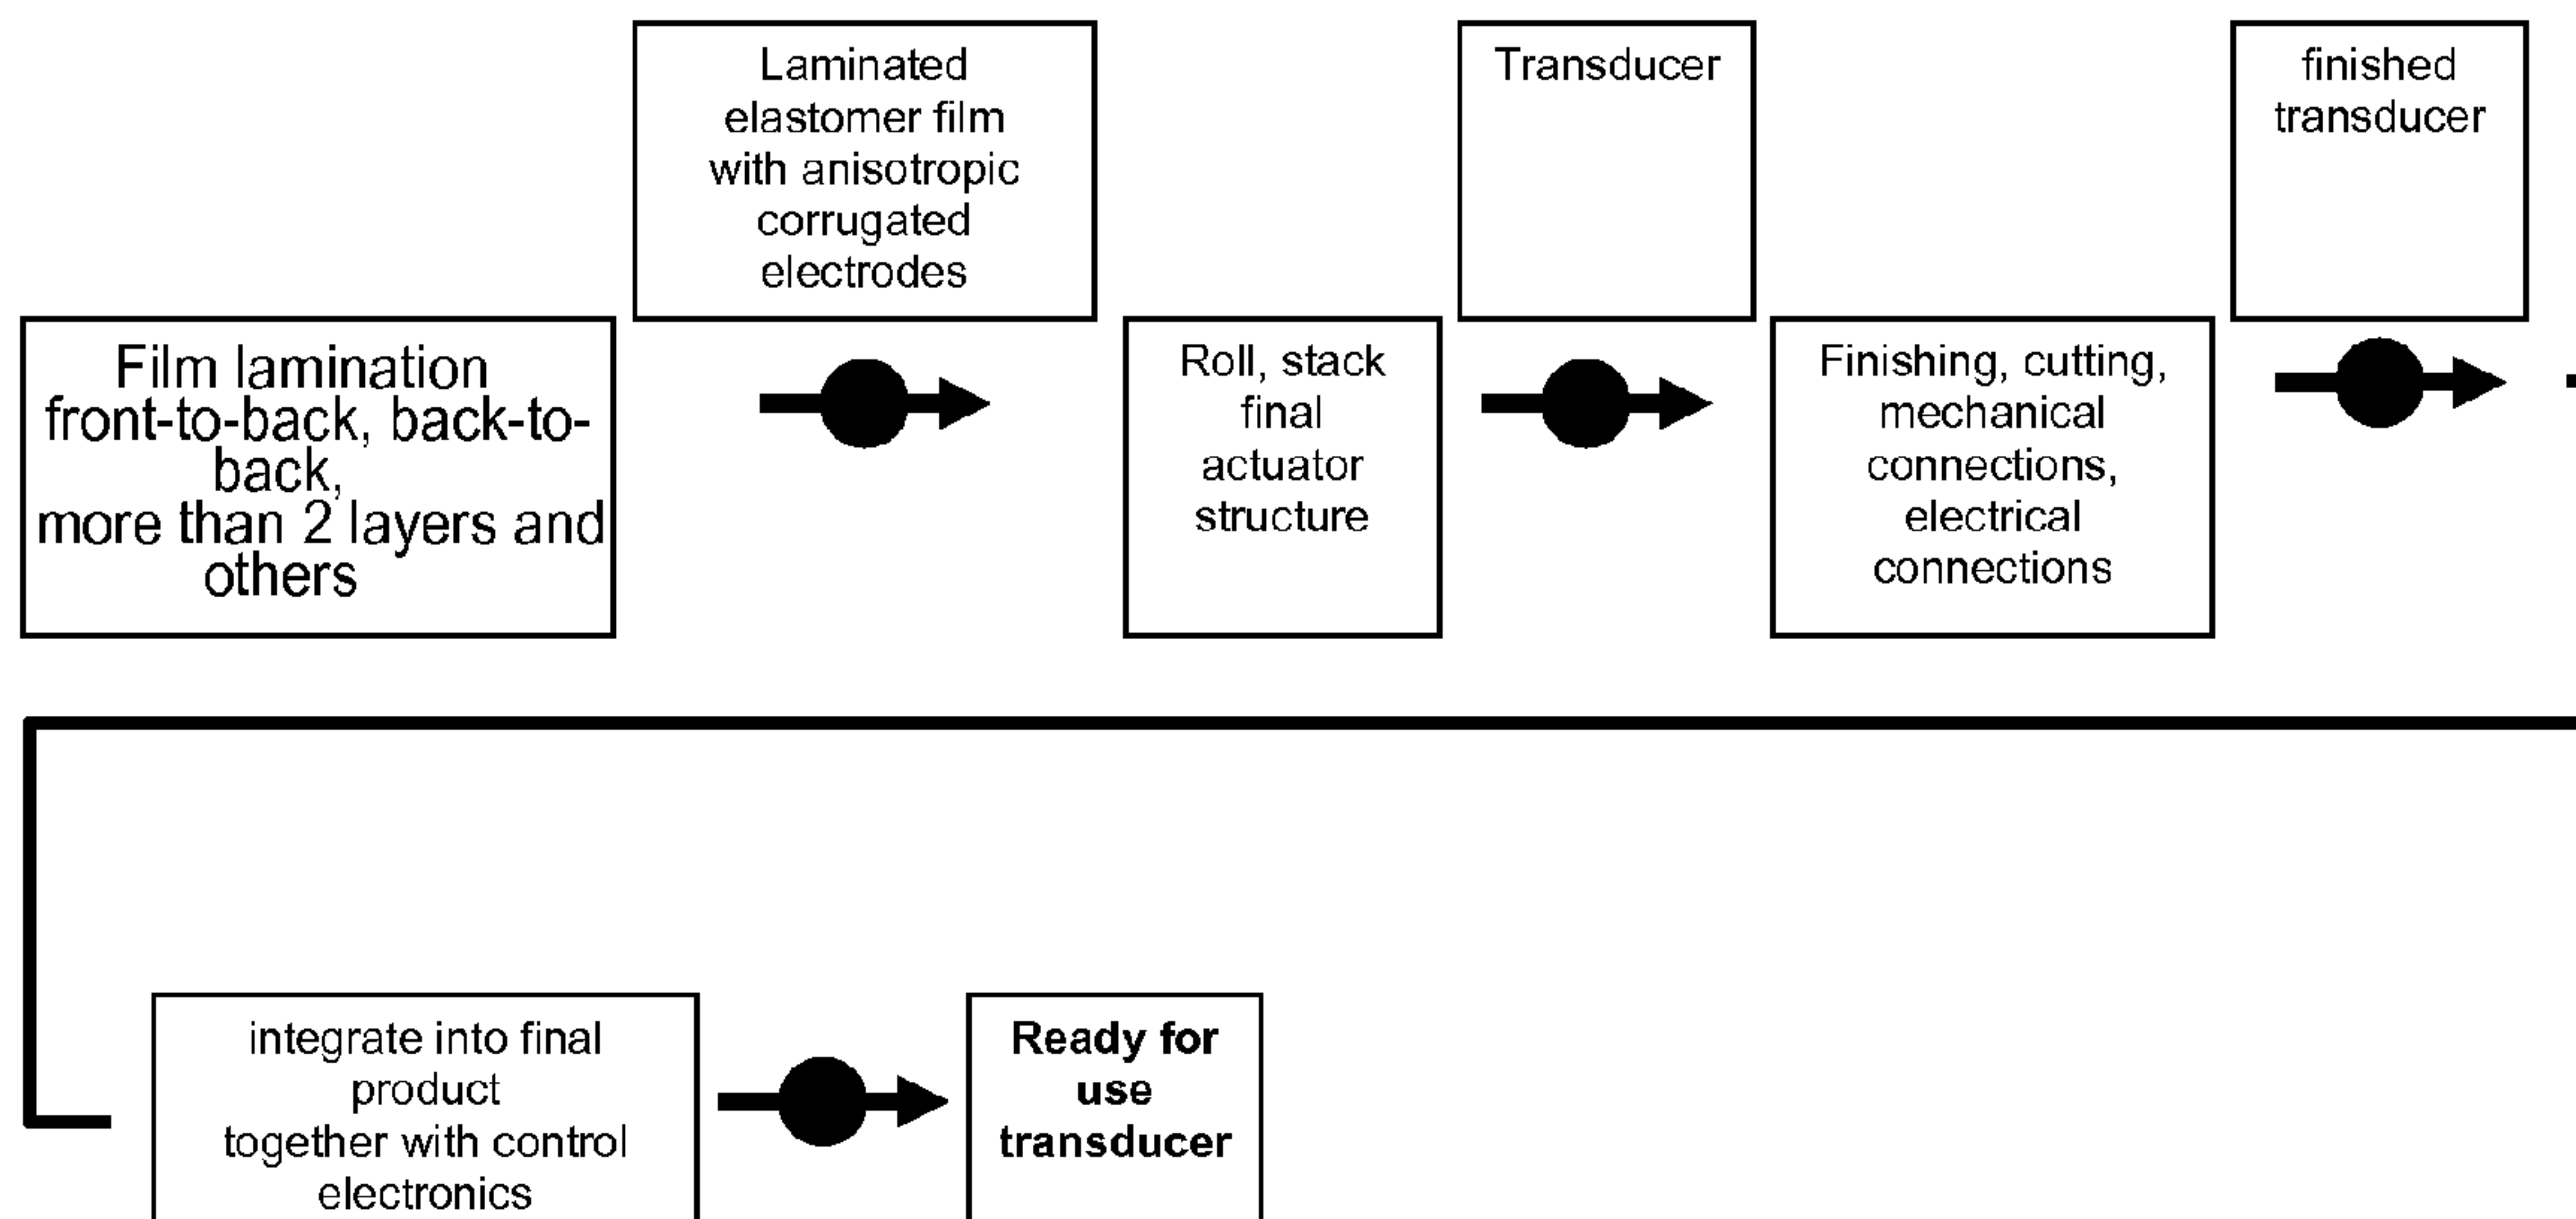 Laminated
elastomer film
with anisotropic
corrugated
electrodes
Transducer
finished
transducer
Film lamination
front-to-back, back-to-
back,
more than 2 layers and
others
Roll, stack
final
actuator
structure
Finishing, cutting,
mechanical
connections,
electrical
connections
integrate into final
product
together with control
electronics
Ready for
use
transducer